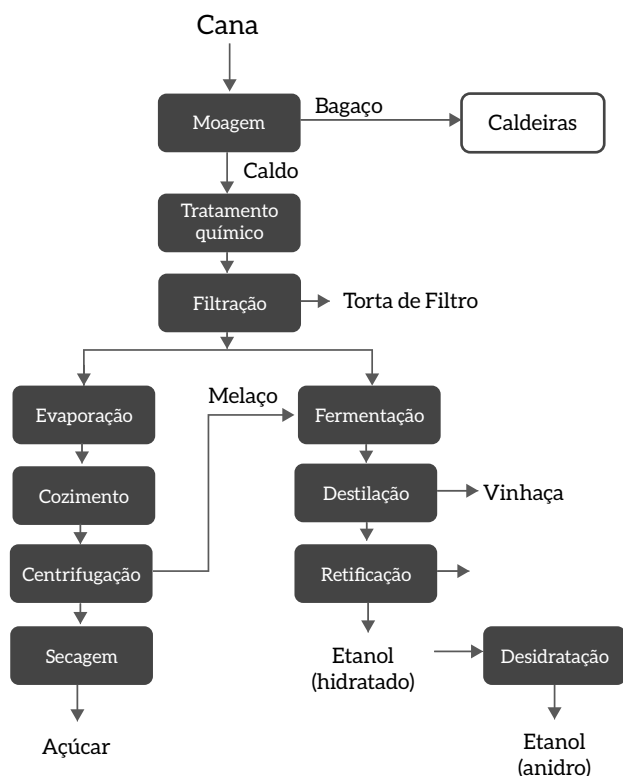 Cana
Moagem
Bagaço
Caldeiras
Caldo
Tratamento
químico
Filtração
Torta de Filtro
Evaporação
Melaço
Fermentação
Cozimento
Destilação
Vinhaça
Centrifugação
Retificação
Secagem
Etanol
(hidratado)
Desidratação
Açúcar
Etanol
(anidro)